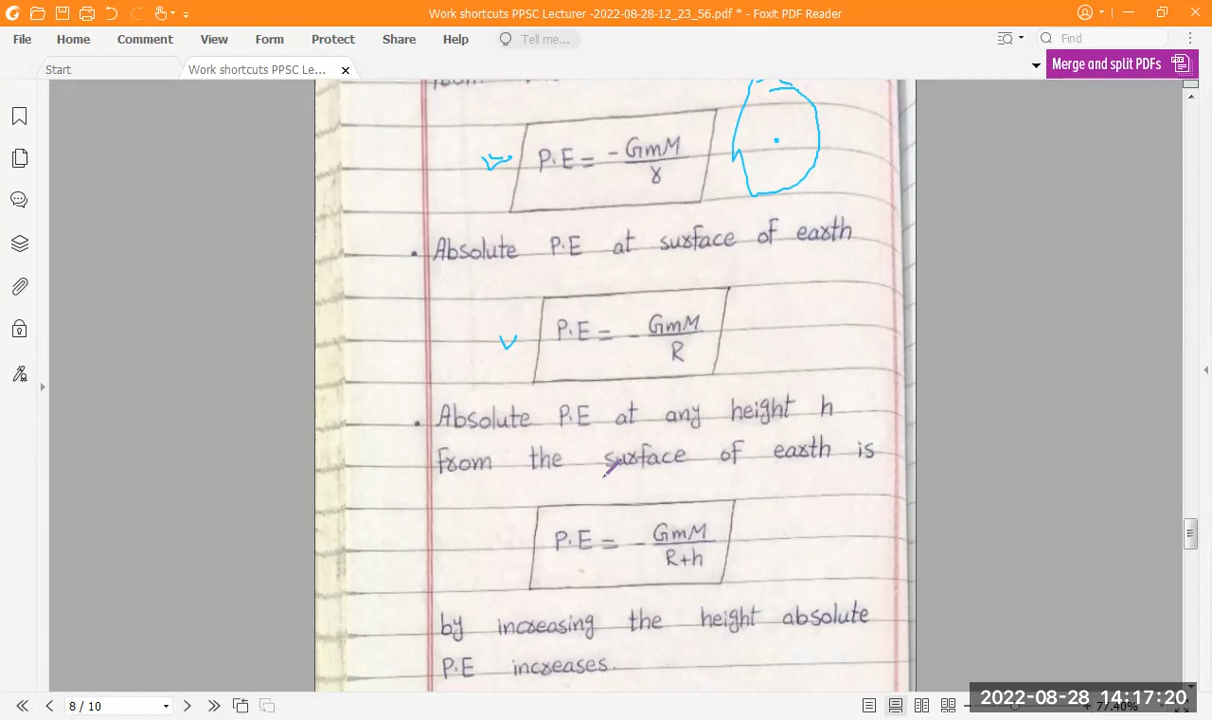 Work shortcuts PPSC Lecturer -2022-08-28-12_23_56.pdf * - Foxit PDF Reader
File Home Comment View Form Protect Share Help Tell me... Find
Start Work shortcuts PPSC Le... Merge and split PDFs
P.E = -GmM/r
• Absolute P.E at surface of earth
P.E = - GmM/R
• Absolute P.E at any height h
from the surface of earth is
P.E = - GmM/R+h
by increasing the height absolute
P.E increases.
8 / 10
2022-08-28 14:17:20
77.40%